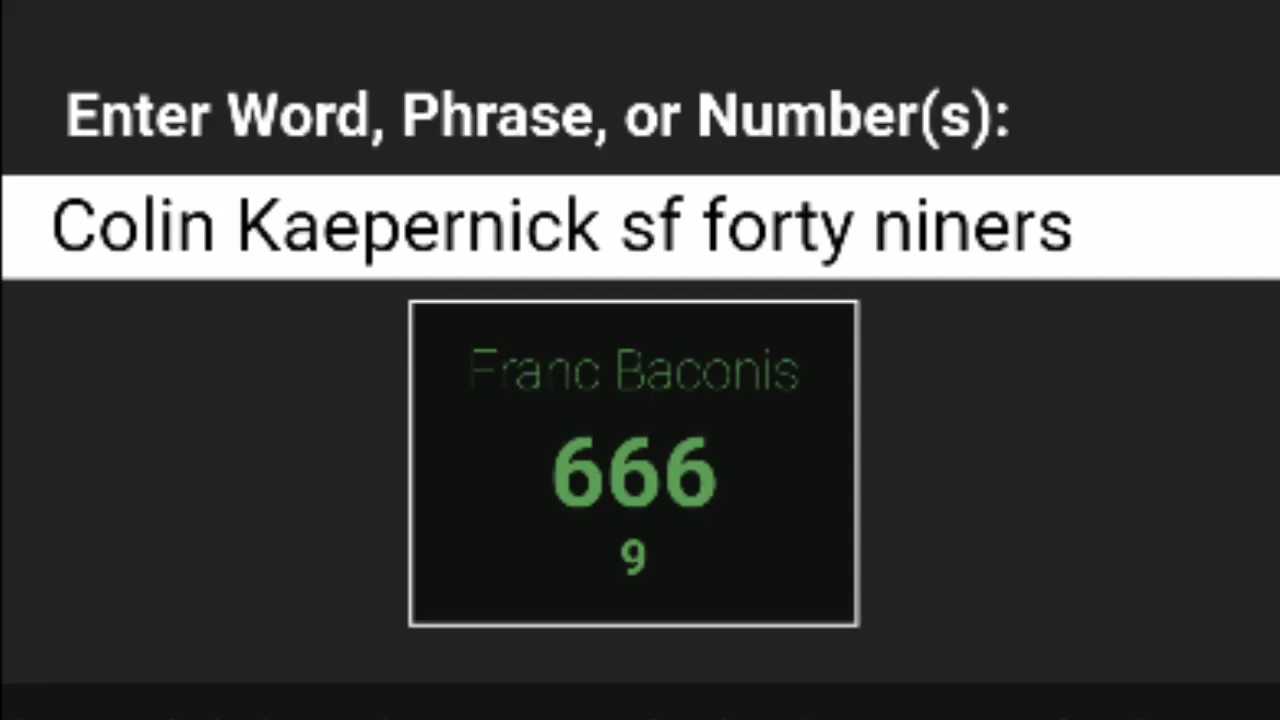 Enter Word, Phrase, or Number(s):
Colin Kaepernick sf forty niners
Franc Baconis
666
9